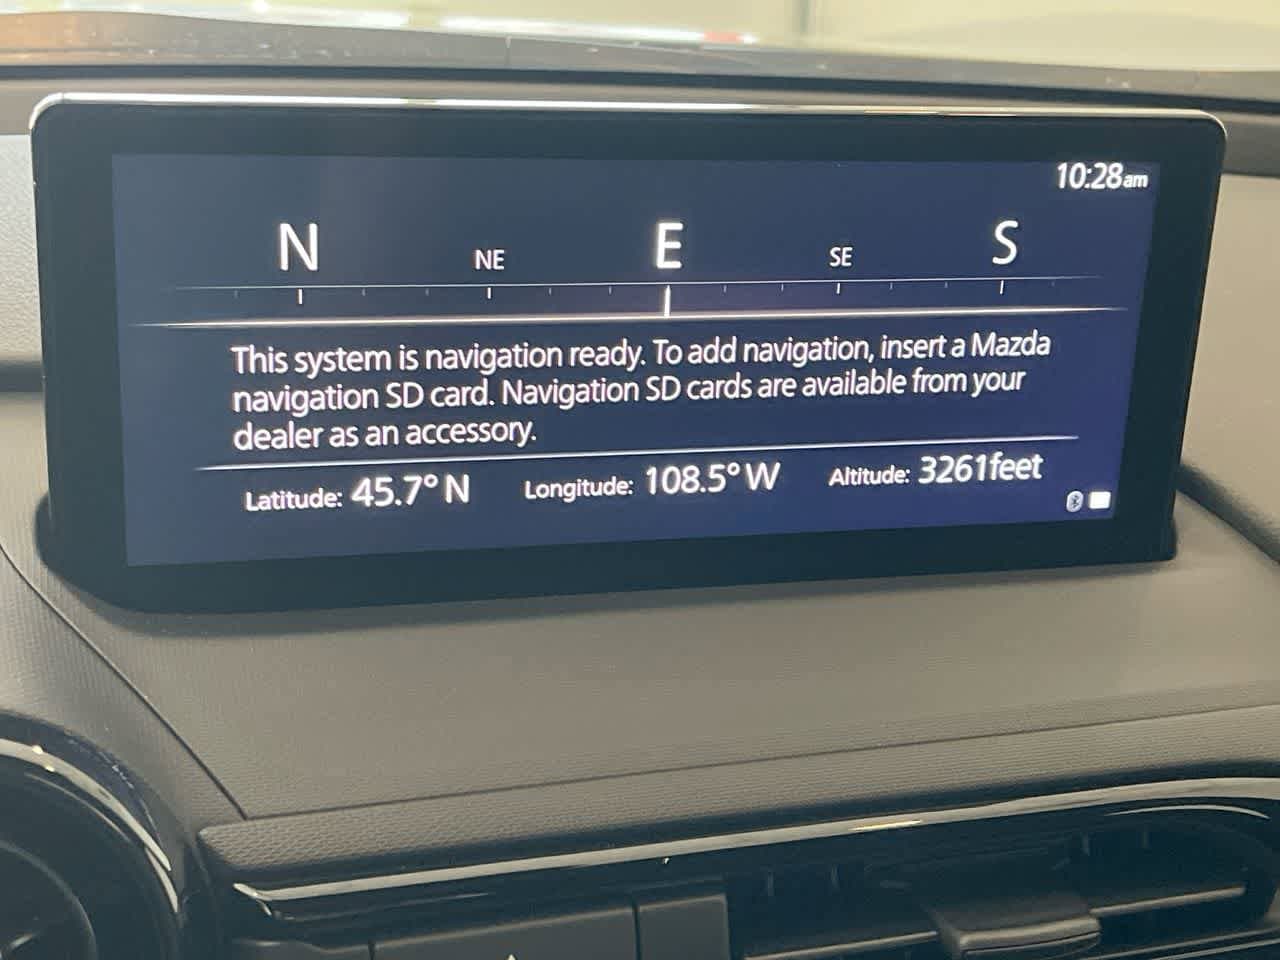 10:28am
N NE E SE S
This system is navigation ready. To add navigation, insert a Mazda
navigation SD card. Navigation SD cards are available from your
dealer as an accessory.
Latitude: 45.7° N Longitude: 108.5° W Altitude: 3261feet